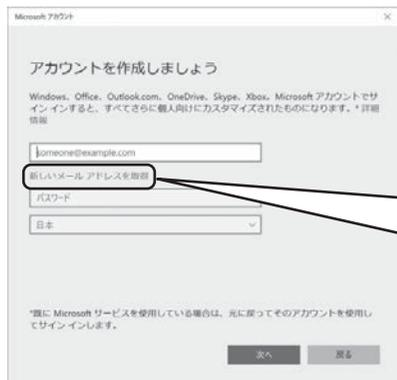 Microsoft アカウント
アカウントを作成しましょう
Windows、Office、Outlook.com、OneDrive、Skype、Xbox。Microsoft アカウントでサ
イン インすると、すべてさらに個人向けにカスタマイズされたものになります。* 詳細
情報
someone@example.com
新しいメール アドレスを取得
パスワード
日本
*既に Microsoft サービスを使用している場合は、元に戻ってそのアカウントを使用し
てサイン インします。
次へ
戻る